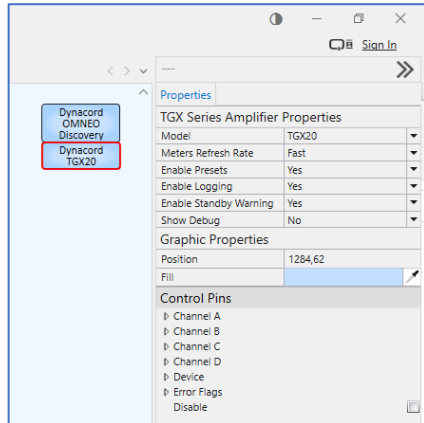 Sign In
Properties
Dynacord
OMNEO
Discovery
Dynacord
TGX20
TGX Series Amplifier Properties
Model TGX20
Meters Refresh Rate Fast
Enable Presets Yes
Enable Logging Yes
Enable Standby Warning Yes
Show Debug No
Graphic Properties
Position 1284,62
Fill
Control Pins
Channel A
Channel B
Channel C
Channel D
Device
Error Flags
Disable